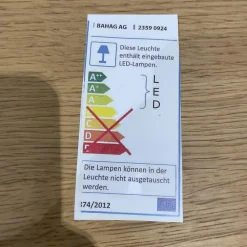 BAHAG AG 2359 0924
Diese Leuchte
enthält eingebaute
LED-Lampen.
A++
A+
A
B
C
D
E
L
E
D
Die Lampen können in
der Leuchte nicht ausgetauscht
werden.
874/2012